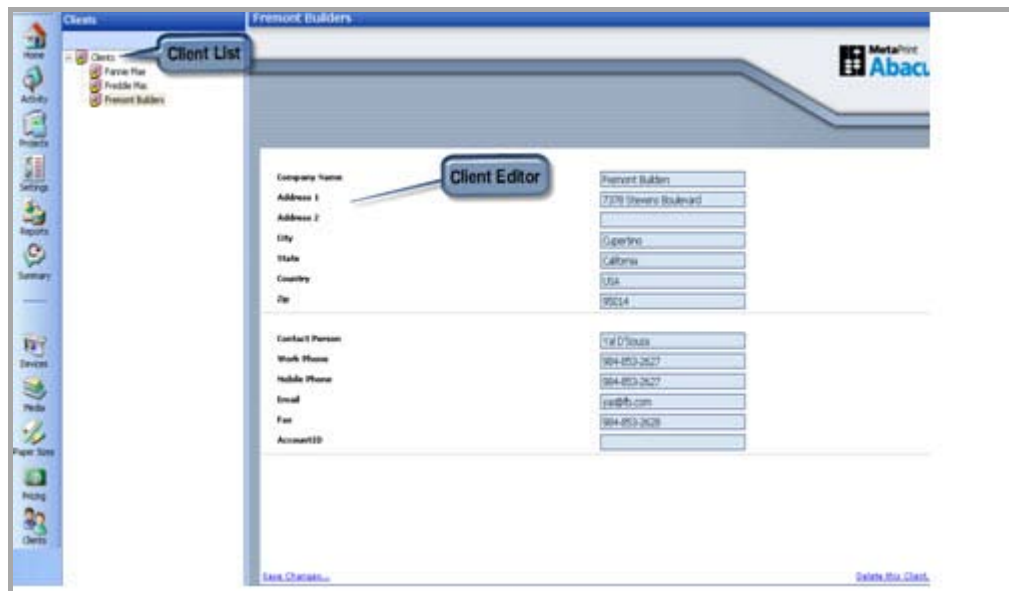 Clients
Fremont Builders
Home
Activity
Projects
Settings
Reports
Summary
Devices
Media
Paper Sizes
Pricing
Clients
Clients
Fannie Mae
Freddie Mac
Fremont Builders
Client List
MetaPrint
Abacu
Client Editor
Company Name
Fremont Builders
Address 1
7378 Stevens Boulevard
Address 2
City
Cupertino
State
California
Country
USA
Zip
95014
Contact Person
Yal D'Souza
Work Phone
984-853-2627
Mobile Phone
984-853-2627
Email
Fax
984-853-2628
AccountID
Save Changes...
Delete this Client.